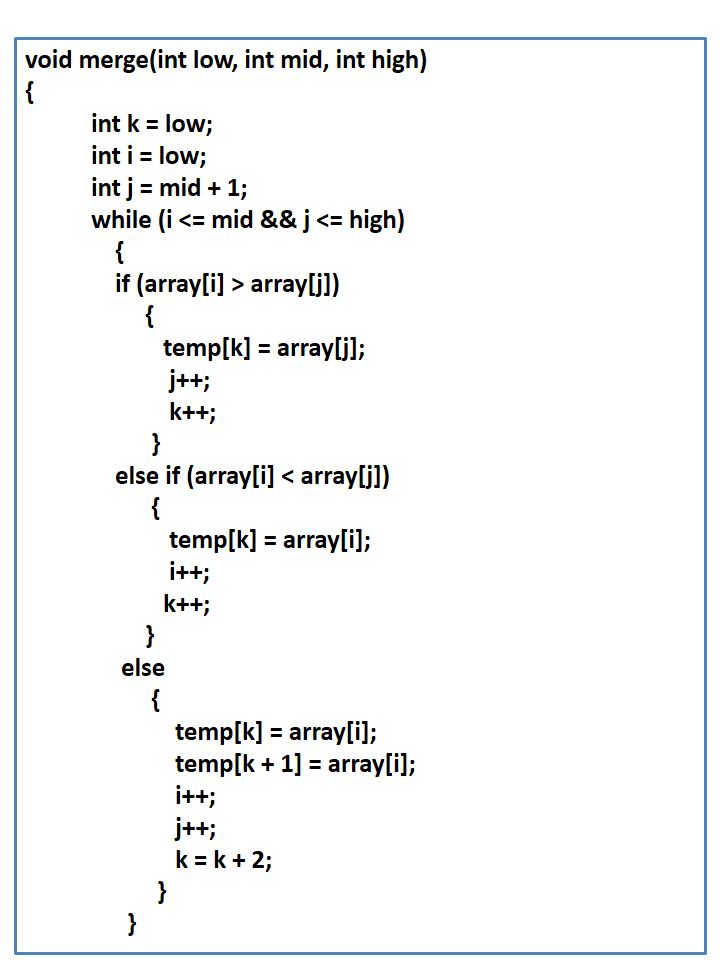 void merge(int low, int mid, int high)
{
int k = low;
int i = low;
int j = mid + 1;
while (i <= mid && j <= high)
{
if (array[i] > array[j])
{
temp[k] = array[j];
j++;
k++;
}
else if (array[i] < array[j])
{
temp[k] = array[i];
i++;
k++;
}
else
{
temp[k] = array[i];
temp[k + 1] = array[i];
i++;
j++;
k = k + 2;
}
}